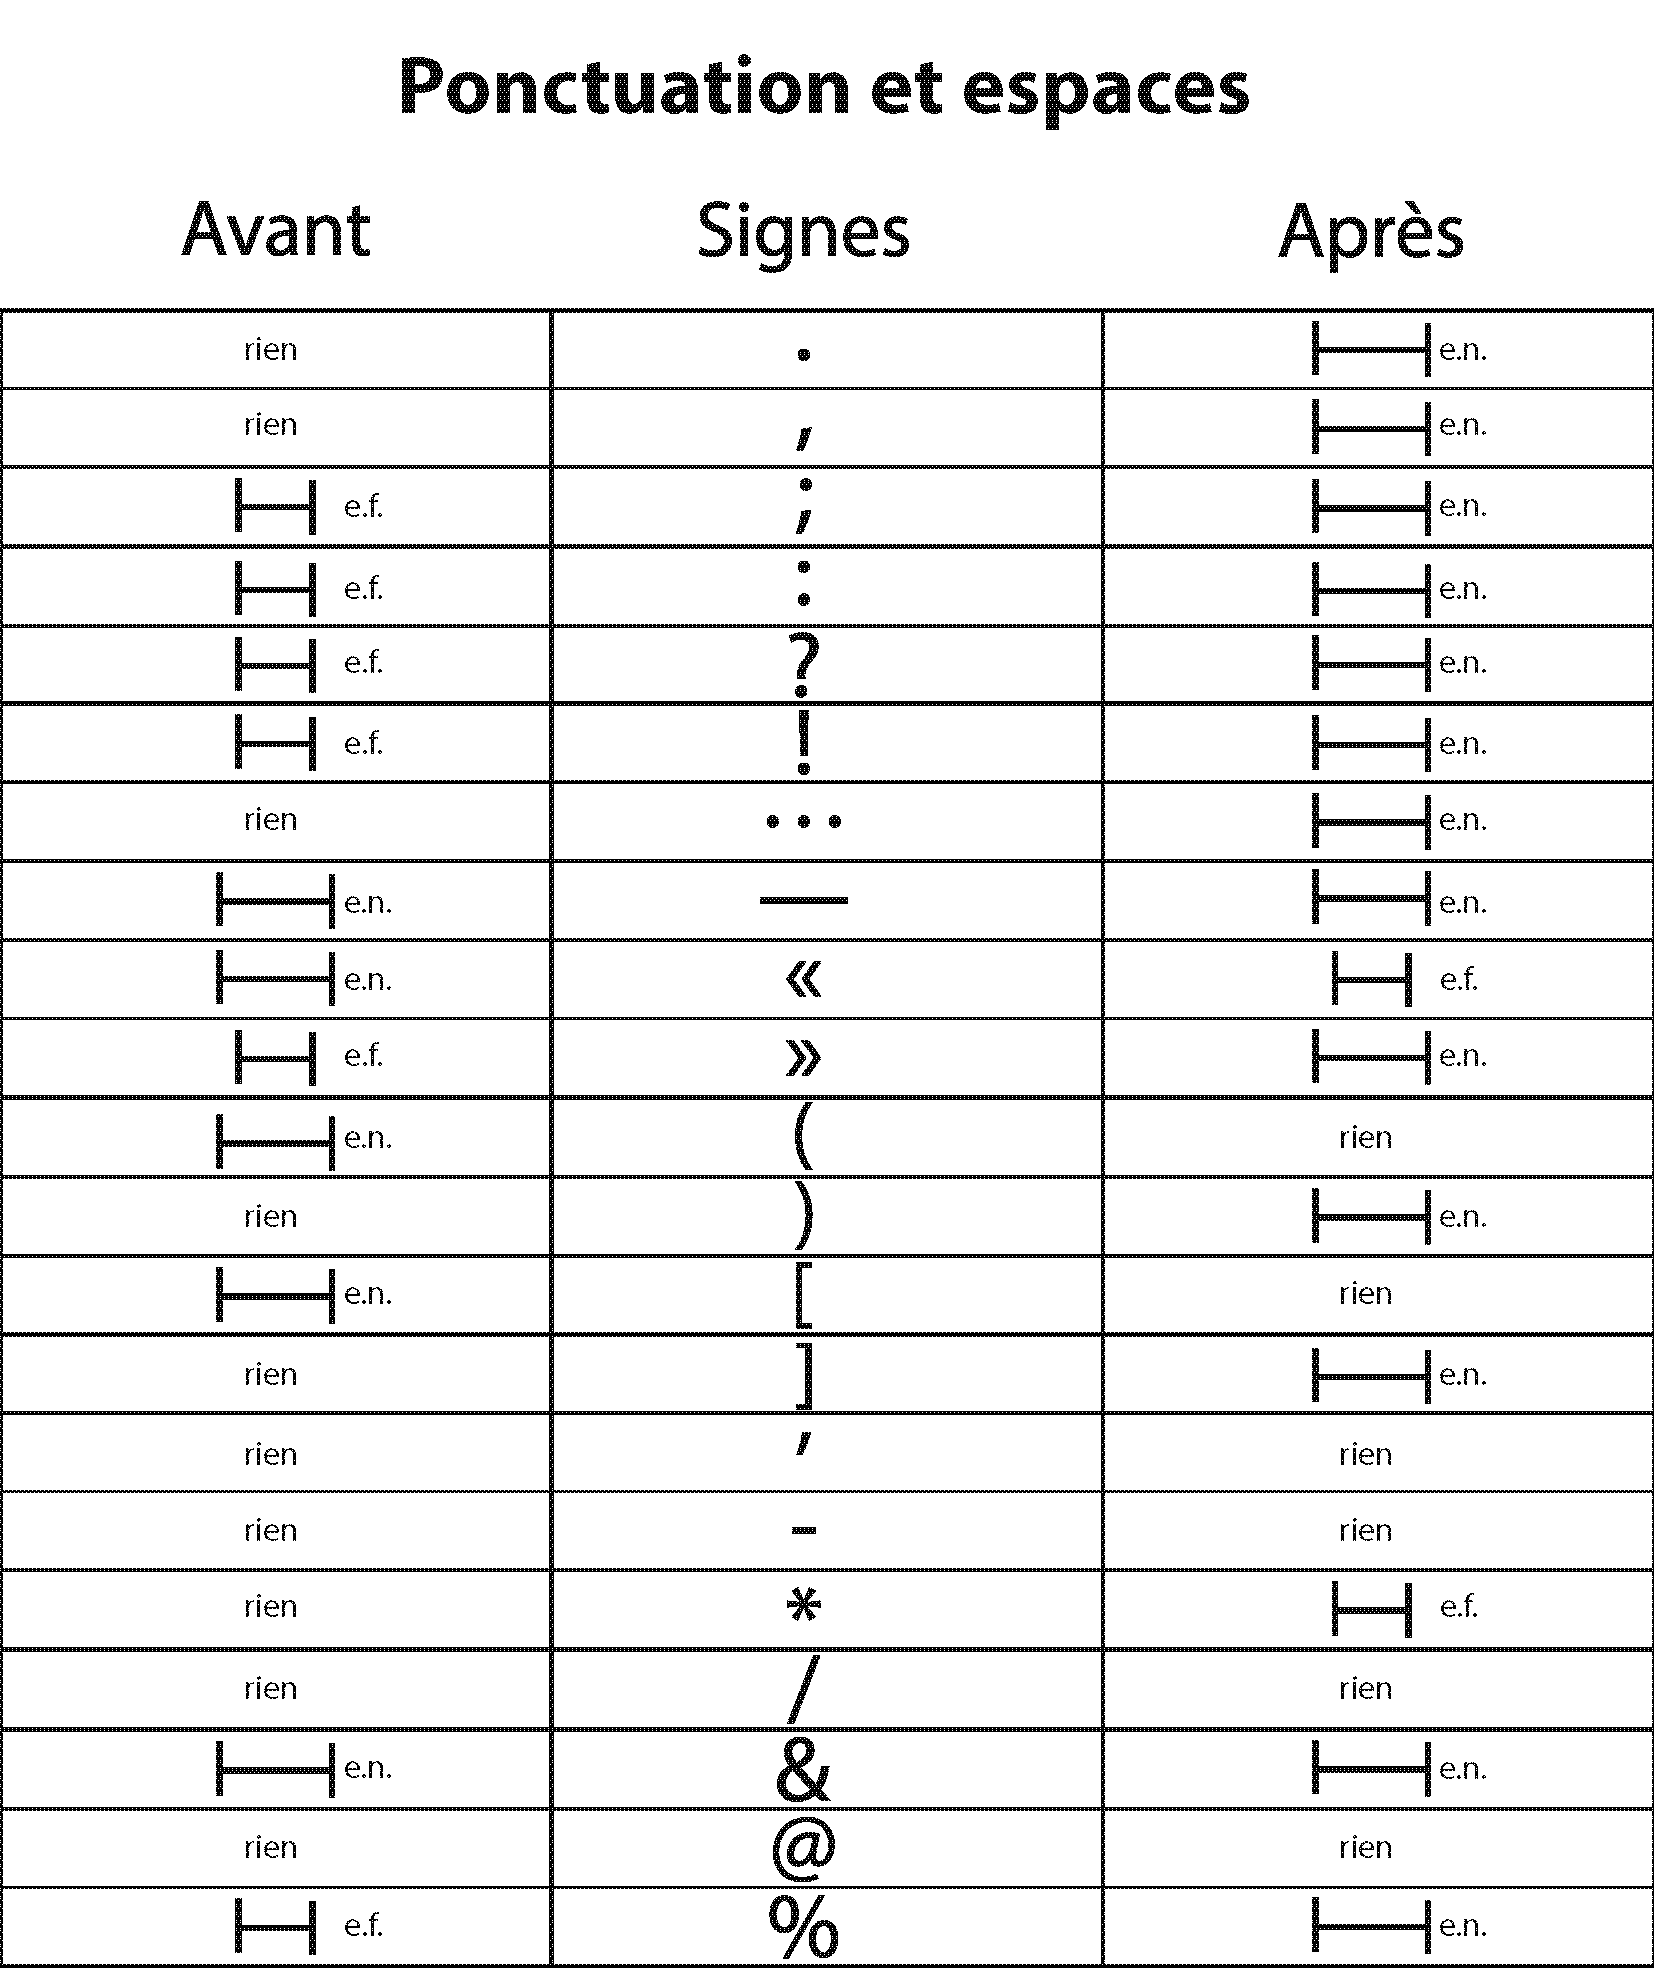 Ponctuation et espaces
Avant Signes Après
rien . e.n.
rien , e.n.
e.f. ; e.n.
e.f. : e.n.
e.f. ? e.n.
e.f. ! e.n.
rien ... e.n.
e.n. — e.n.
e.n. « e.f.
e.f. » e.n.
e.n. ( rien
rien ) e.n.
e.n. [ rien
rien ] e.n.
rien ’ rien
rien - rien
rien * e.f.
rien / rien
e.n. & e.n.
rien @ rien
e.f. % e.n.